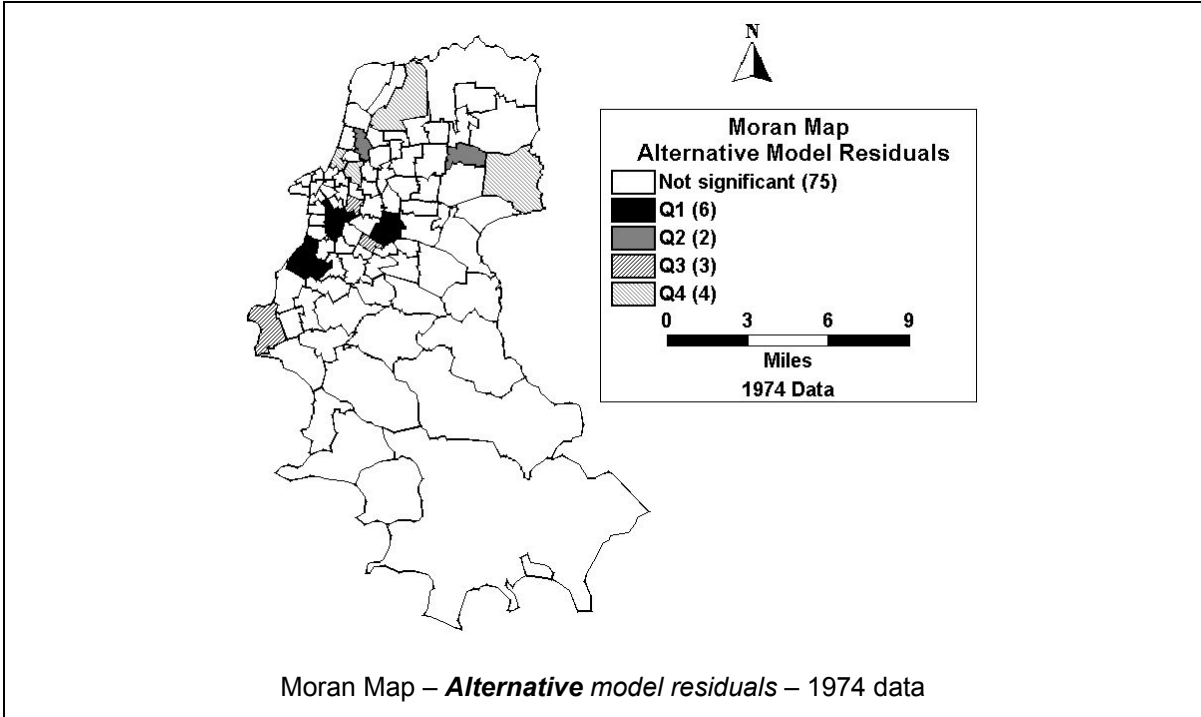 N
Moran Map
Alternative Model Residuals
Not significant (75)
Q1 (6)
Q2 (2)
Q3 (3)
Q4 (4)
0 3 6 9
Miles
1974 Data
Moran Map – Alternative model residuals – 1974 data